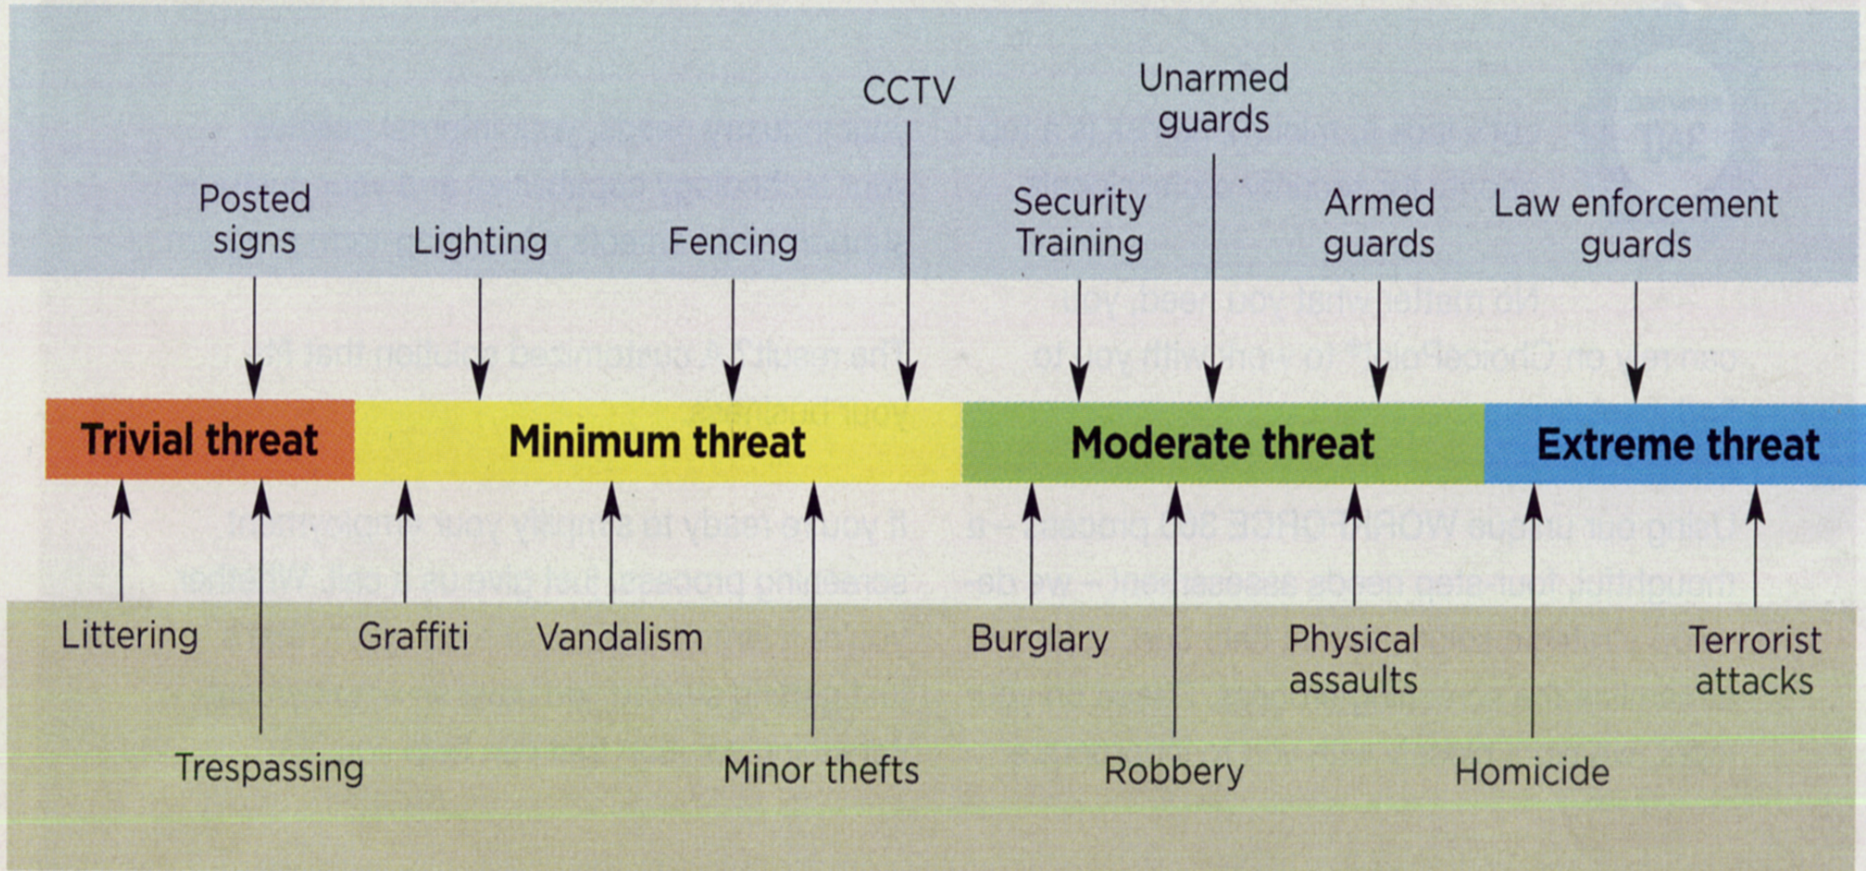 CCTV
Unarmed
guards
Posted
signs
Lighting
Fencing
Security
Training
Armed
guards
Law enforcement
guards
Trivial threat
Minimum threat
Moderate threat
Extreme threat
Littering
Graffiti
Vandalism
Burglary
Physical
assaults
Terrorist
attacks
Trespassing
Minor thefts
Robbery
Homicide